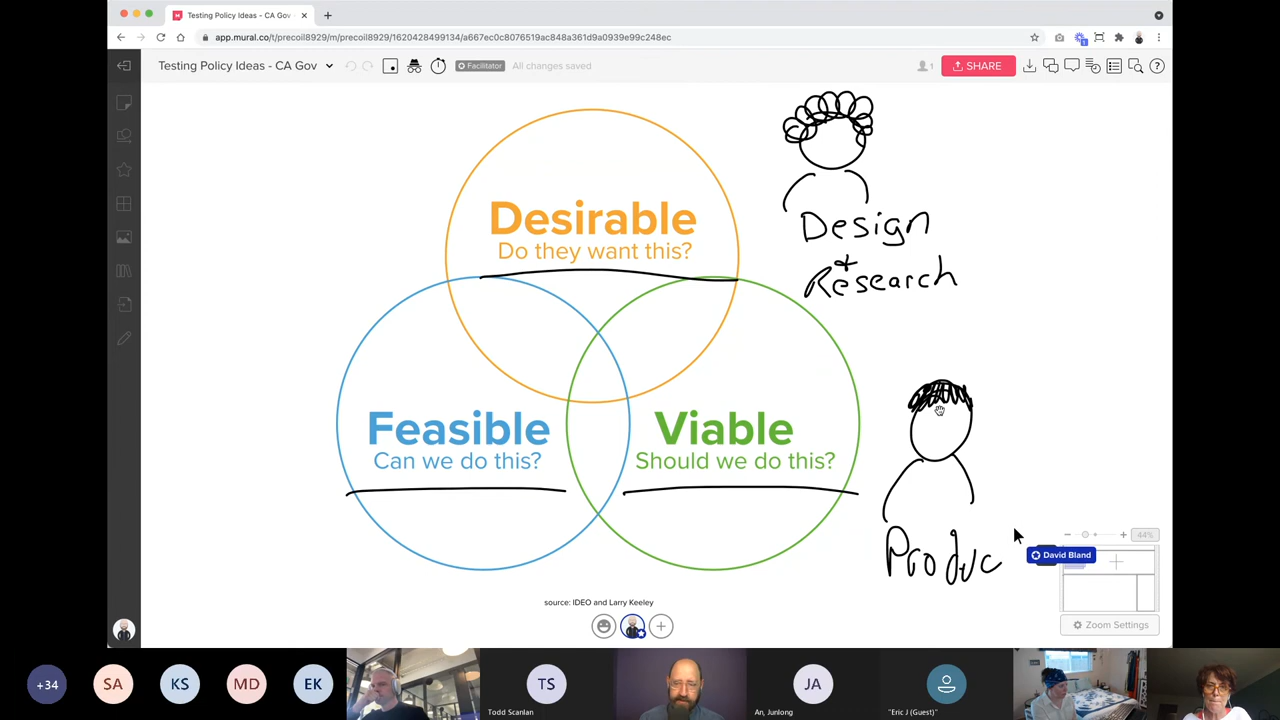 Testing Policy Ideas - CA Gov
app.mural.co/t/precoil8929/m/precoil8929/1620428499134/a667ec0c8076519ac848a361d9a0939e99c248ec
Testing Policy Ideas - CA Gov
Facilitator
All changes saved
1
SHARE
Desirable
Do they want this?
Design
+
Research
Feasible
Can we do this?
Viable
Should we do this?
Produc
44%
David Bland
source: IDEO and Larry Keeley
Zoom Settings
+34
SA
KS
MD
EK
TS
Todd Scanlan
JA
An, Junlong
"Eric J (Guest)"